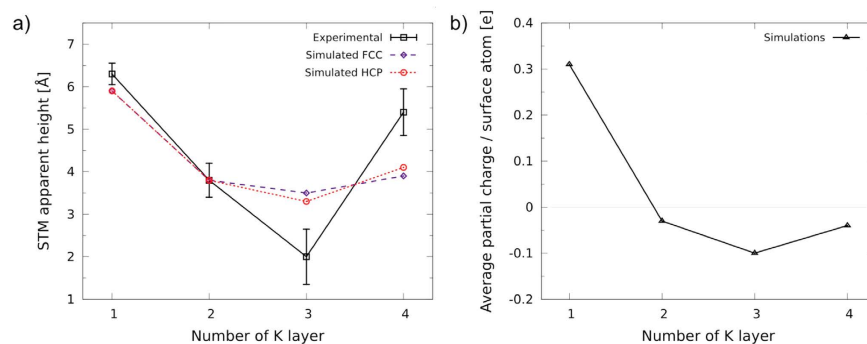 a)
Experimental
Simulated FCC
Simulated HCP
STM apparent height [Å]
7
6
5
4
3
2
1
1 2 3 4
Number of K layer
b)
Simulations
Average partial charge / surface atom [e]
0.4
0.3
0.2
0.1
0
-0.1
-0.2
1 2 3 4
Number of K layer